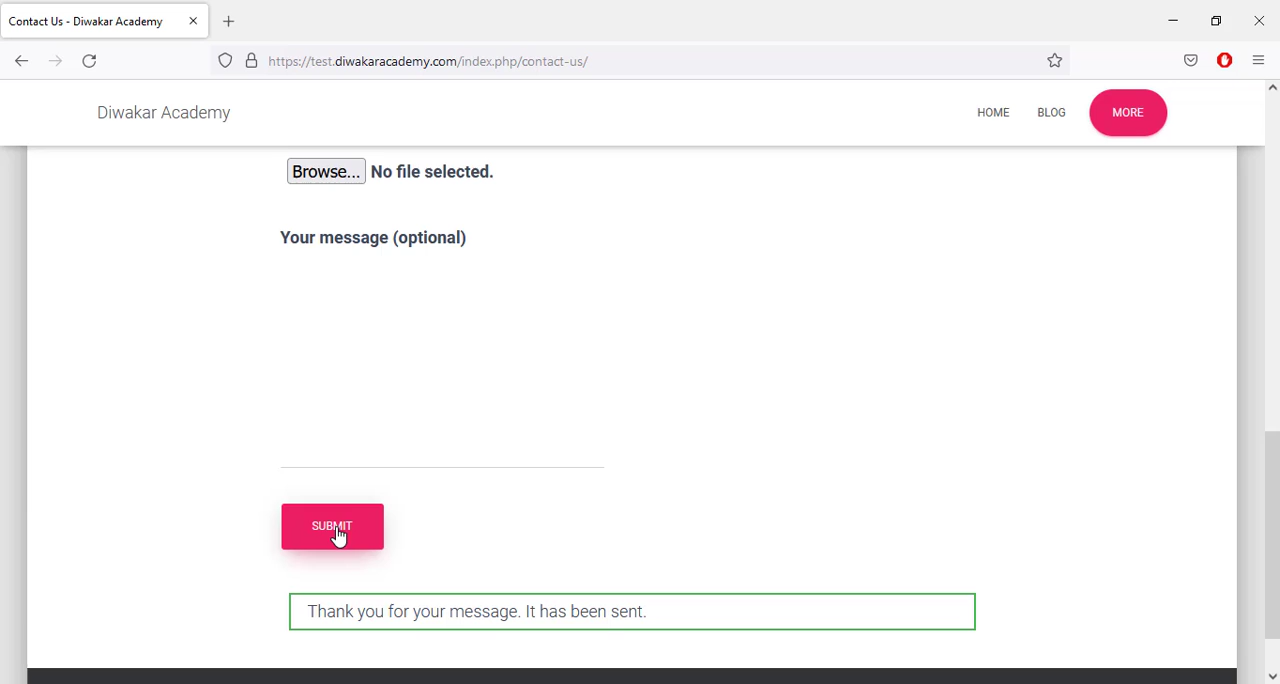 Contact Us - Diwakar Academy
https://test.diwakaracademy.com/index.php/contact-us/
Diwakar Academy
HOME
BLOG
MORE
Browse... No file selected.
Your message (optional)
SUBMIT
Thank you for your message. It has been sent.